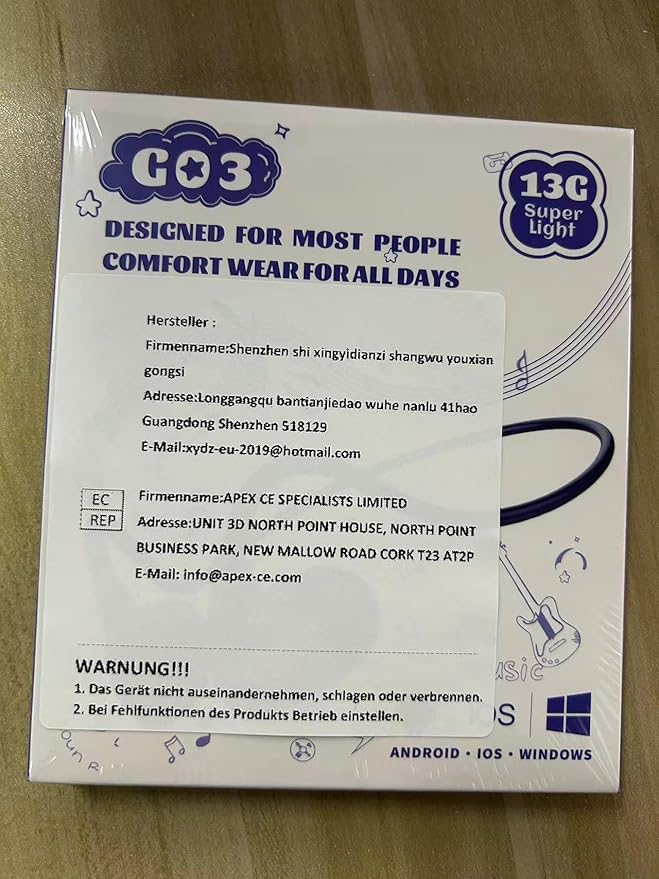 GO3
13G
Super
Light
DESIGNED FOR MOST PEOPLE
COMFORT WEAR FOR ALL DAYS
Hersteller :
Firmenname:Shenzhen shi xingyidianzi shangwu youxian
gongsi
Adresse:Longgangqu bantianjiedao wuhe nanlu 41hao
Guangdong Shenzhen 518129
E-Mail:xydz-eu-2019@hotmail.com
EC
REP
Firmenname:APEX CE SPECIALISTS LIMITED
Adresse:UNIT 3D NORTH POINT HOUSE, NORTH POINT
BUSINESS PARK, NEW MALLOW ROAD CORK T23 AT2P
E-Mail: info@apex-ce.com
WARNUNG!!!
1. Das Gerät nicht auseinandernehmen, schlagen oder verbrennen.
2. Bei Fehlfunktionen des Produkts Betrieb einstellen.
ANDROID · IOS · WINDOWS